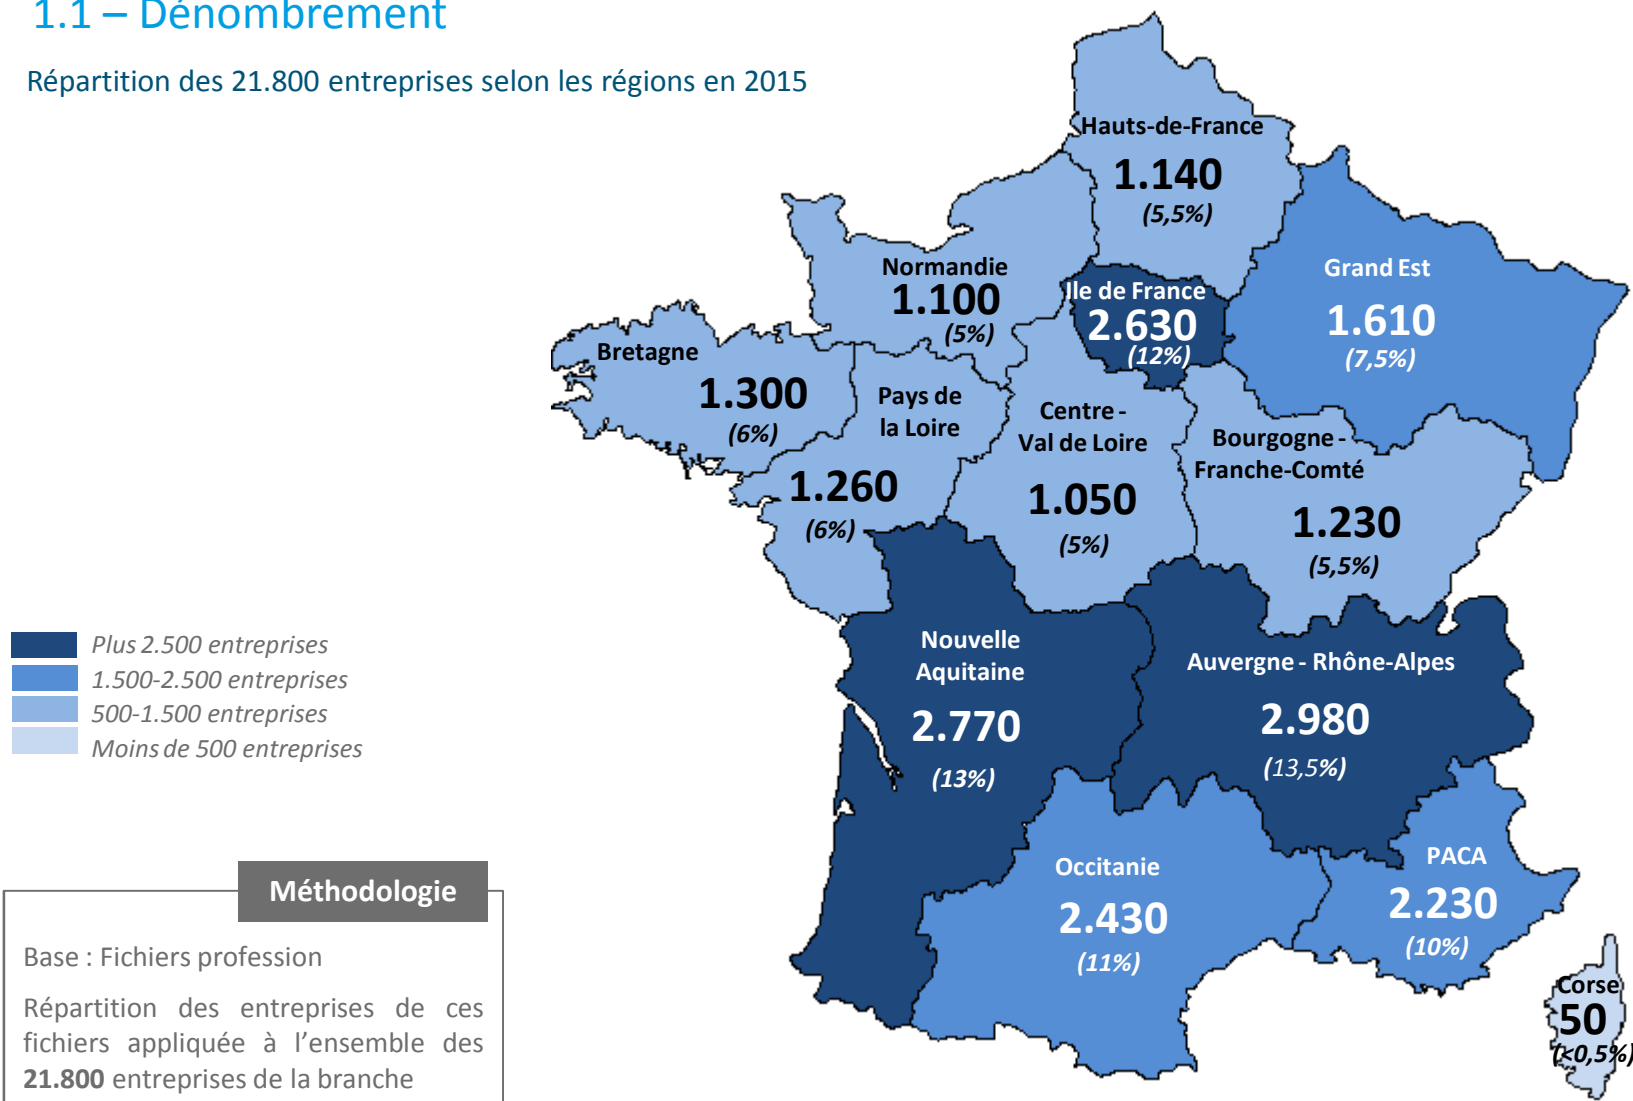 1.1 – Dénombrement
Répartition des 21.800 entreprises selon les régions en 2015
Hauts-de-France
1.140
(5,5%)
Normandie
1.100
(5%)
Ile de France
2.630
(12%)
Grand Est
1.610
(7,5%)
Bretagne
1.300
(6%)
Pays de
la Loire
1.260
(6%)
Centre -
Val de Loire
1.050
(5%)
Bourgogne -
Franche-Comté
1.230
(5,5%)
Nouvelle
Aquitaine
2.770
(13%)
Auvergne - Rhône-Alpes
2.980
(13,5%)
Occitanie
2.430
(11%)
PACA
2.230
(10%)
Corse
50
(<0,5%)
Plus 2.500 entreprises
1.500-2.500 entreprises
500-1.500 entreprises
Moins de 500 entreprises
Méthodologie
Base : Fichiers profession
Répartition des entreprises de ces
fichiers appliquée à l’ensemble des
21.800 entreprises de la branche